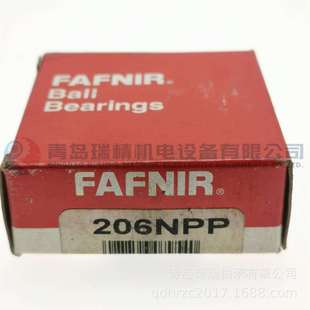 FAFNIR®
Ball
Bearings
青岛瑞精机电设备有限公司
FAFNIR®
206NPP
qdhrzc2017.1688.com